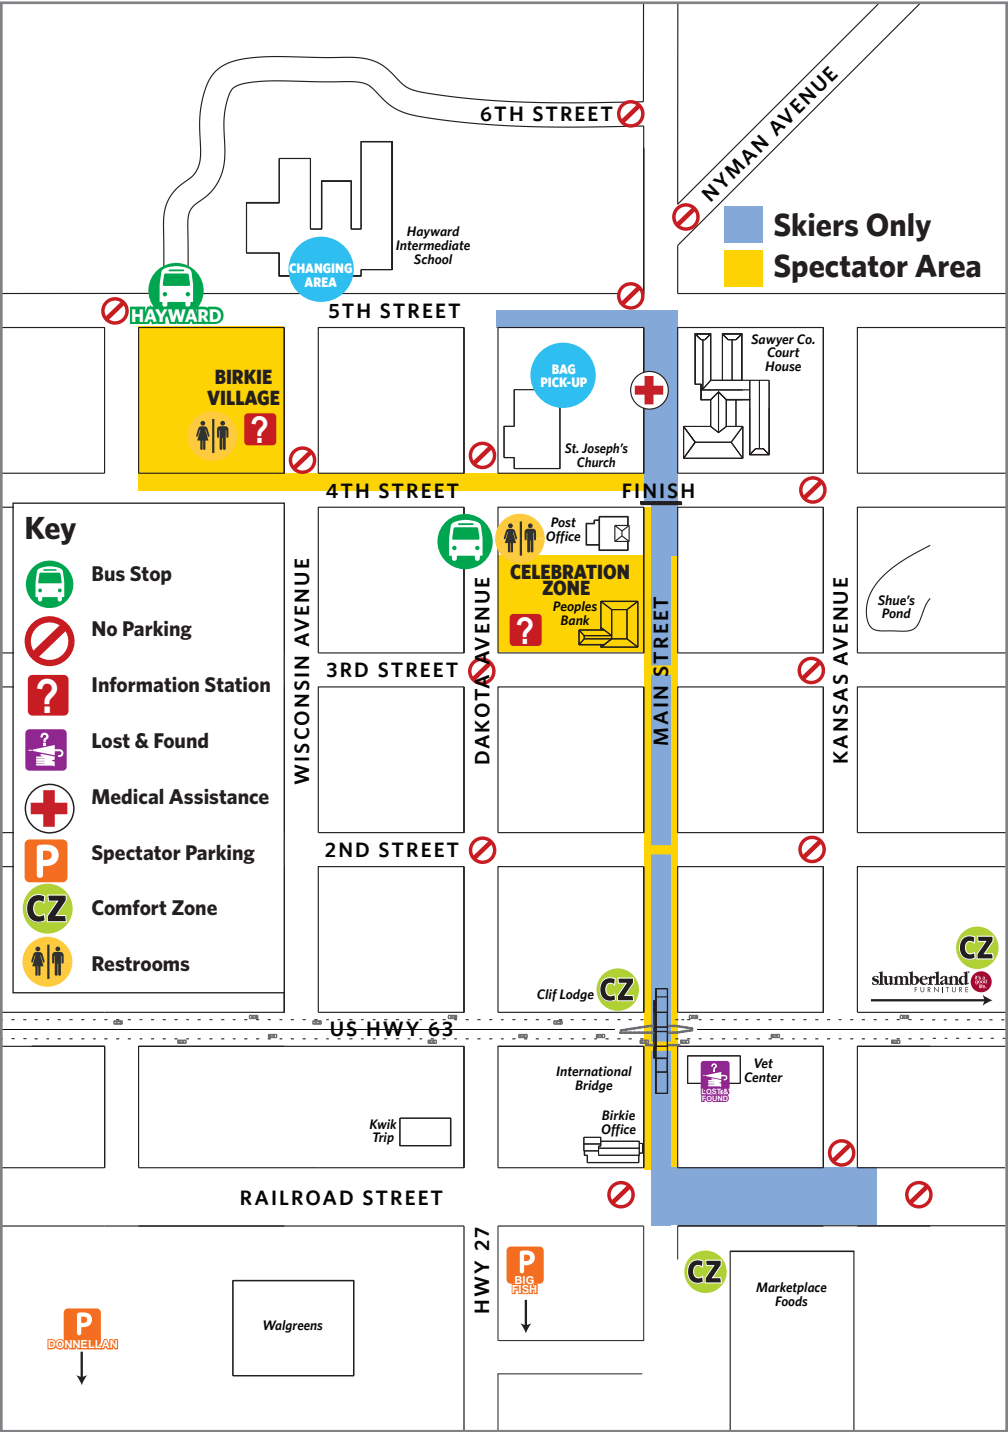 6TH STREET
NYMAN AVENUE
Skiers Only
Spectator Area
Hayward
Intermediate
School
CHANGING
AREA
HAYWARD
5TH STREET
BIRKIE
VILLAGE
?
BAG
PICK-UP
St. Joseph's
Church
Sawyer Co.
Court
House
4TH STREET
FINISH
Key
Bus Stop
No Parking
?
Information Station
?
Lost & Found
Medical Assistance
P
Spectator Parking
CZ
Comfort Zone
Restrooms
WISCONSIN AVENUE
DAKOTA AVENUE
Post
Office
CELEBRATION
ZONE
Peoples
Bank
?
MAIN STREET
KANSAS AVENUE
Shue's
Pond
3RD STREET
2ND STREET
Clif Lodge
CZ
CZ
slumberland
FURNITURE
it's a
good
life.
US HWY 63
International
Bridge
Vet
Center
LOST &
FOUND
Kwik
Trip
Birkie
Office
RAILROAD STREET
HWY 27
P
BIG
FISH
CZ
Marketplace
Foods
P
DONNELLAN
Walgreens